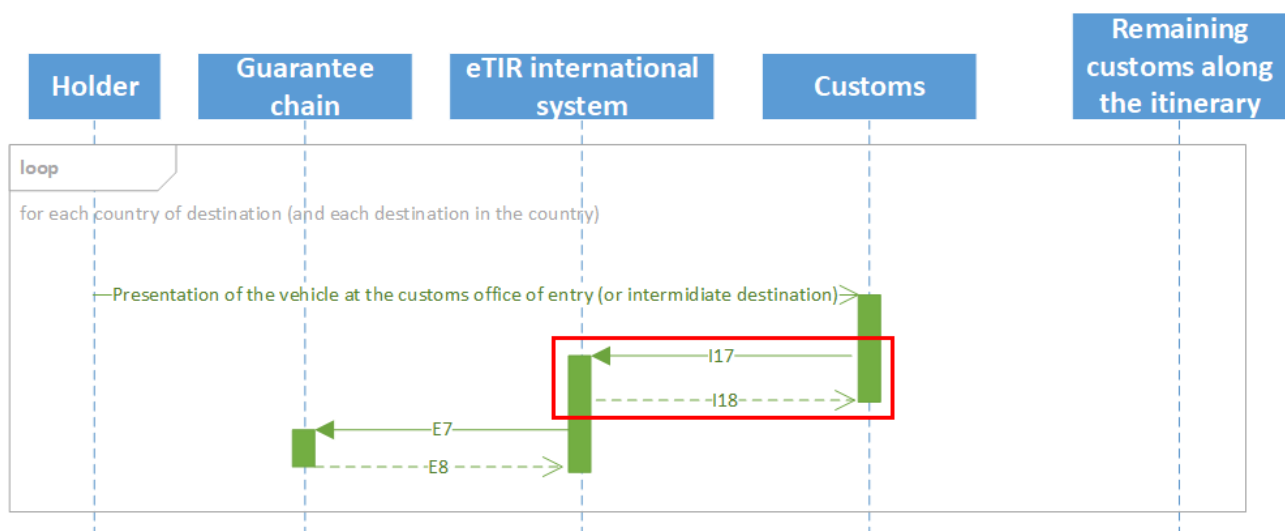 Holder
Guarantee
chain
eTIR international
system
Customs
Remaining
customs along
the itinerary
loop
for each country of destination (and each destination in the country)
Presentation of the vehicle at the customs office of entry (or intermidiate destination)
I17
I18
E7
E8